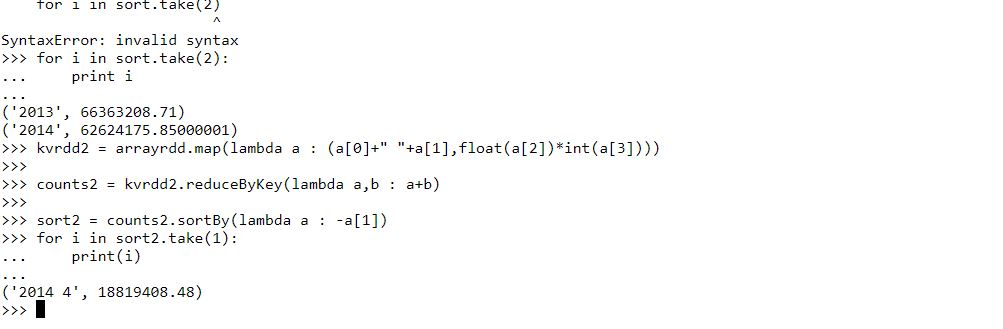 for i in sort.take(2)
^
SyntaxError: invalid syntax
>>> for i in sort.take(2):
...     print i
...
('2013', 66363208.71)
('2014', 62624175.85000001)
>>> kvrdd2 = arrayrdd.map(lambda a : (a[0]+" "+a[1],float(a[2])*int(a[3])))
>>>
>>> counts2 = kvrdd2.reduceByKey(lambda a,b : a+b)
>>>
>>> sort2 = counts2.sortBy(lambda a : -a[1])
>>> for i in sort2.take(1):
...     print(i)
...
('2014 4', 18819408.48)
>>>